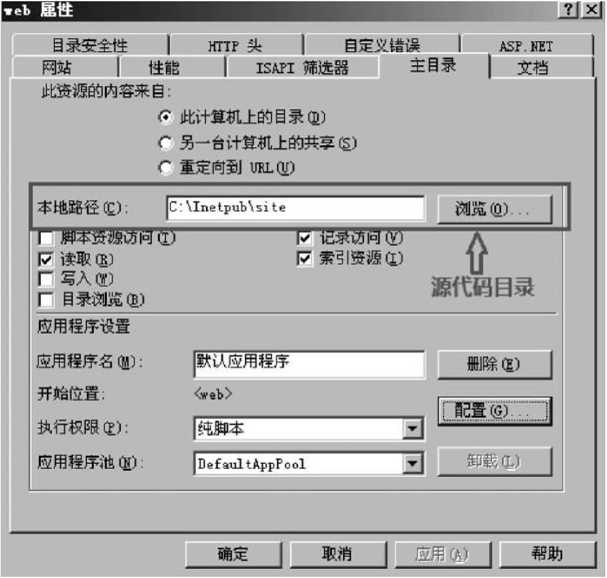 web 属性
目录安全性 HTTP 头 自定义错误 ASP.NET
网站 性能 ISAPI 筛选器 主目录 文档
此资源的内容来自:
此计算机上的目录(D)
另一台计算机上的共享(S)
重定向到 URL(U)
本地路径(C): C:\Inetpub\site 浏览(O)...
脚本资源访问(T) 记录访问(V)
读取(R) 索引资源(I)
写入(W)
目录浏览(B)
源代码目录
应用程序设置
应用程序名(M): 默认应用程序 删除(E)
开始位置: <web>
配置(G)...
执行权限(P): 纯脚本
应用程序池(N): DefaultAppPool 卸载(L)
确定 取消 应用(A) 帮助